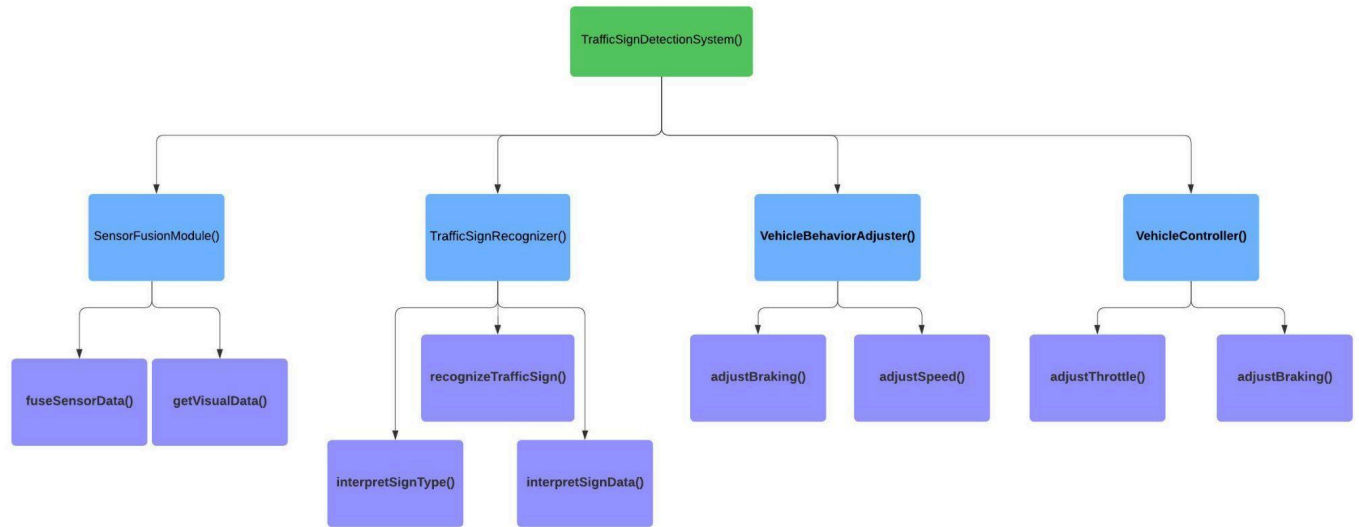 TrafficSignDetectionSystem()
SensorFusionModule()
TrafficSignRecognizer()
VehicleBehaviorAdjuster()
VehicleController()
fuseSensorData()
getVisualData()
recognizeTrafficSign()
adjustBraking()
adjustSpeed()
adjustThrottle()
adjustBraking()
interpretSignType()
interpretSignData()